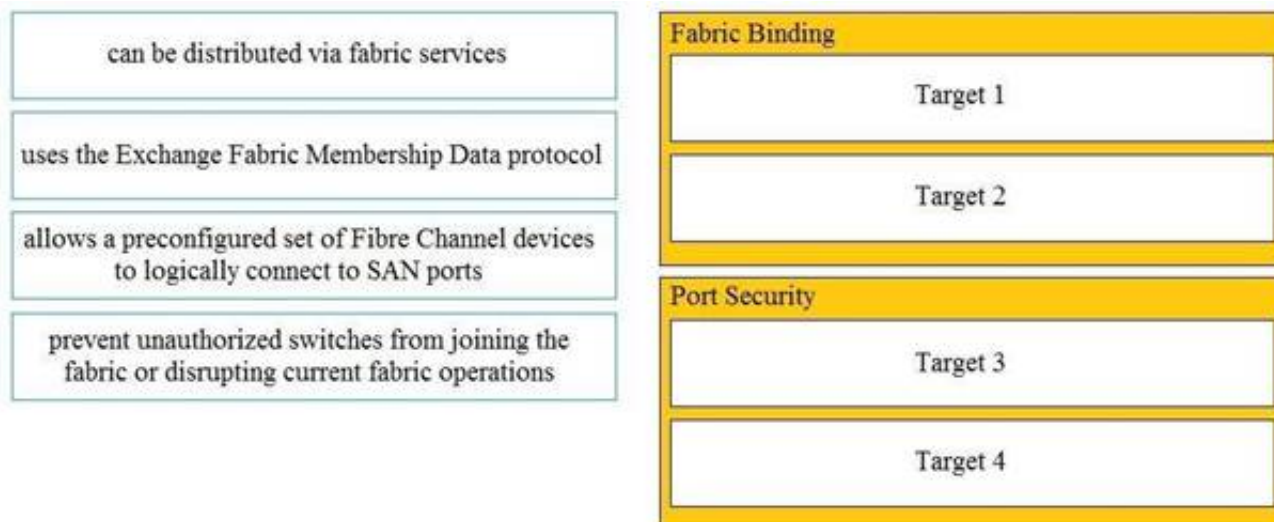 can be distributed via fabric services
uses the Exchange Fabric Membership Data protocol
allows a preconfigured set of Fibre Channel devices
to logically connect to SAN ports
prevent unauthorized switches from joining the
fabric or disrupting current fabric operations
Fabric Binding
Target 1
Target 2
Port Security
Target 3
Target 4